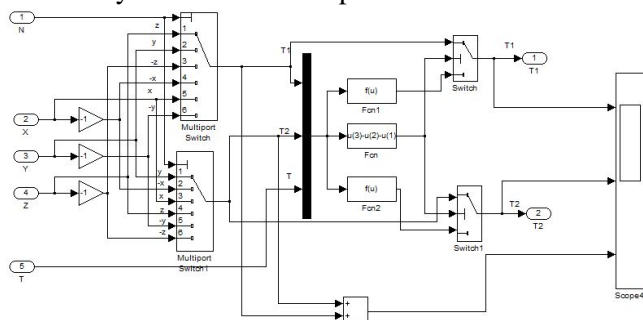 1
N
z
1
y
2
-z
3
-x
4
x
5
-y
6
Multiport
Switch
2
X
-1
3
Y
-1
4
Z
-1
y
1
-x
2
x
3
z
4
-y
5
-z
6
Multiport
Switch1
5
T
T1
T2
T
f(u)
Fcn1
u(3)-u(2)-u(1)
Fcn
f(u)
Fcn2
Switch
T1
1
T1
Switch1
T2
2
T2
+
+
Scope4